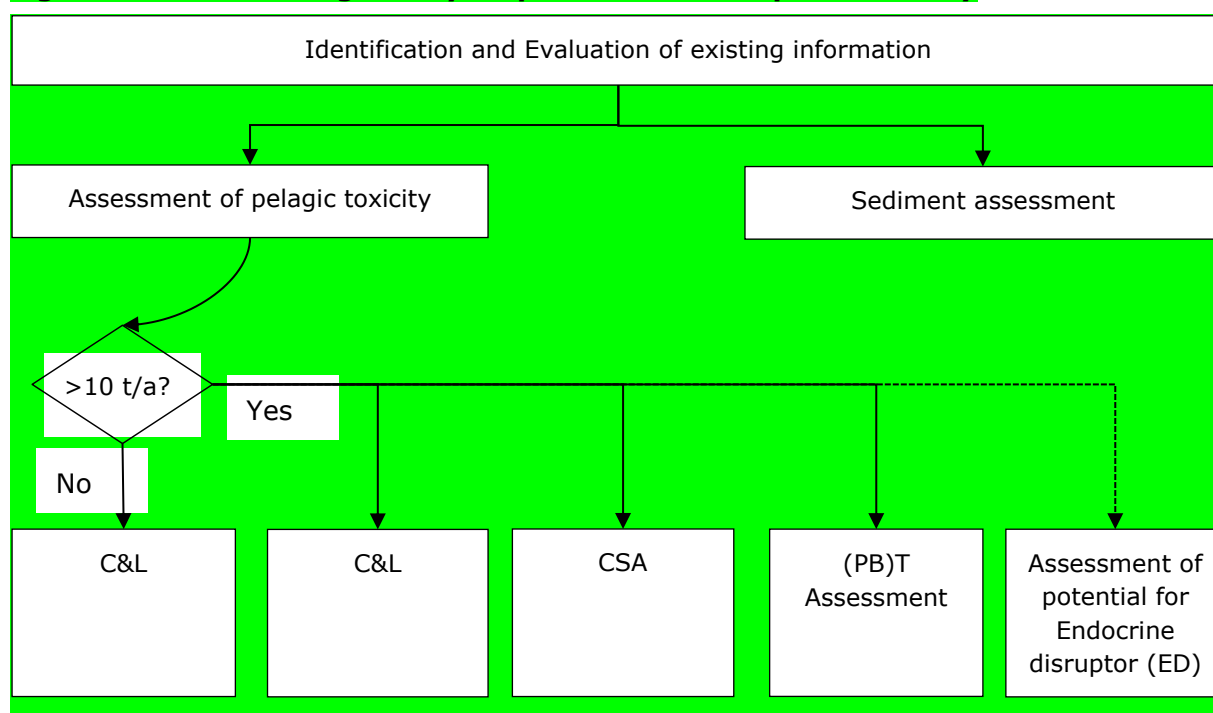 Identification and Evaluation of existing information
Assessment of pelagic toxicity
Sediment assessment
>10 t/a?
Yes
No
C&L
C&L
CSA
(PB)T
Assessment
Assessment of
potential for
Endocrine
disruptor (ED)